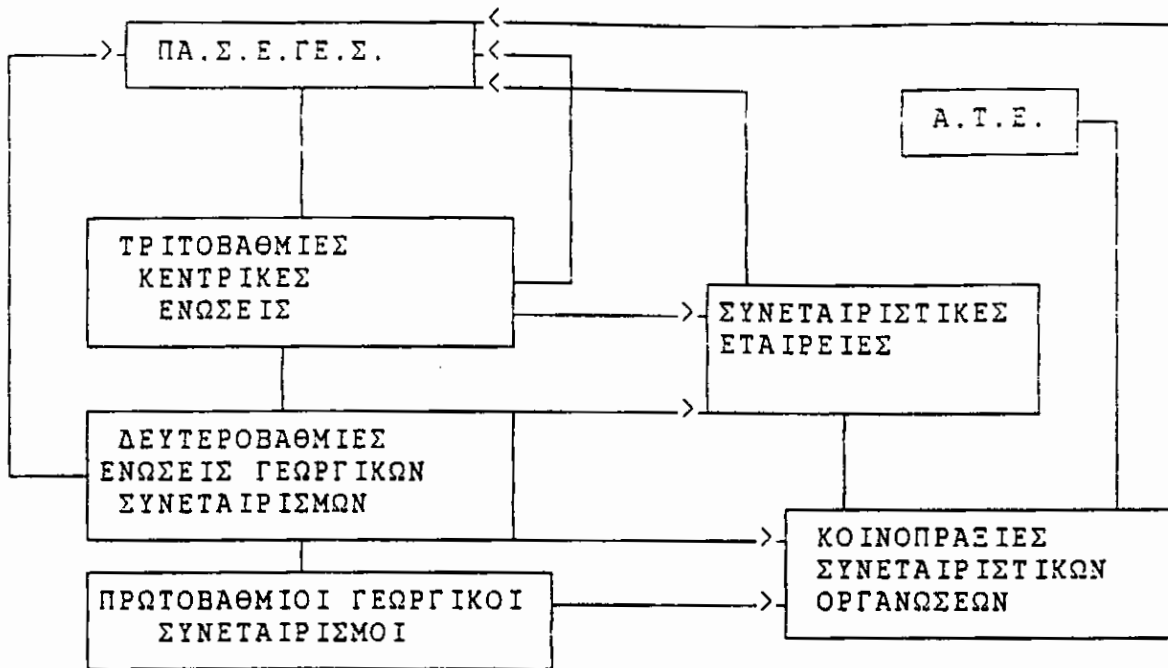 ΠΑ.Σ.Ε.ΓΕ.Σ.
Α.Τ.Ε.
ΤΡΙΤΟΒΑΘΜΙΕΣ
ΚΕΝΤΡΙΚΕΣ
ΕΝΩΣΕΙΣ
ΣΥΝΕΤΑΙΡΙΣΤΙΚΕΣ
ΕΤΑΙΡΕΙΕΣ
ΔΕΥΤΕΡΟΒΑΘΜΙΕΣ
ΕΝΩΣΕΙΣ ΓΕΩΡΓΙΚΩΝ
ΣΥΝΕΤΑΙΡΙΣΜΩΝ
ΚΟΙΝΟΠΡΑΞΙΕΣ
ΣΥΝΕΤΑΙΡΙΣΤΙΚΩΝ
ΟΡΓΑΝΩΣΕΩΝ
ΠΡΩΤΟΒΑΘΜΙΟΙ ΓΕΩΡΓΙΚΟΙ
ΣΥΝΕΤΑΙΡΙΣΜΟΙ